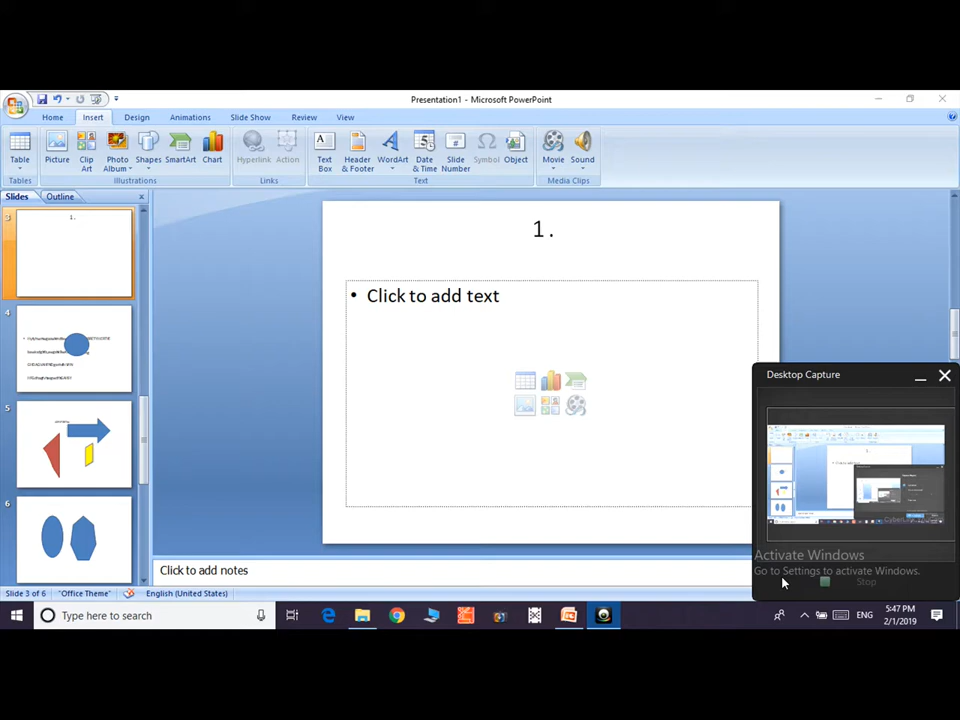 Presentation1 - Microsoft PowerPoint
Home Insert Design Animations Slide Show Review View
Table Picture Clip Art Photo Album Shapes SmartArt Chart Hyperlink Action Text Box Header & Footer WordArt Date & Time Slide Number Symbol Object Movie Sound
Tables Illustrations Links Text Media Clips
Slides Outline
3
1.
4
5
6
1.
• Click to add text
Click to add notes
Desktop Capture
Activate Windows
Go to Settings to activate Windows.
Stop
Slide 3 of 6 "Office Theme" English (United States)
Type here to search
ENG
5:47 PM
2/1/2019